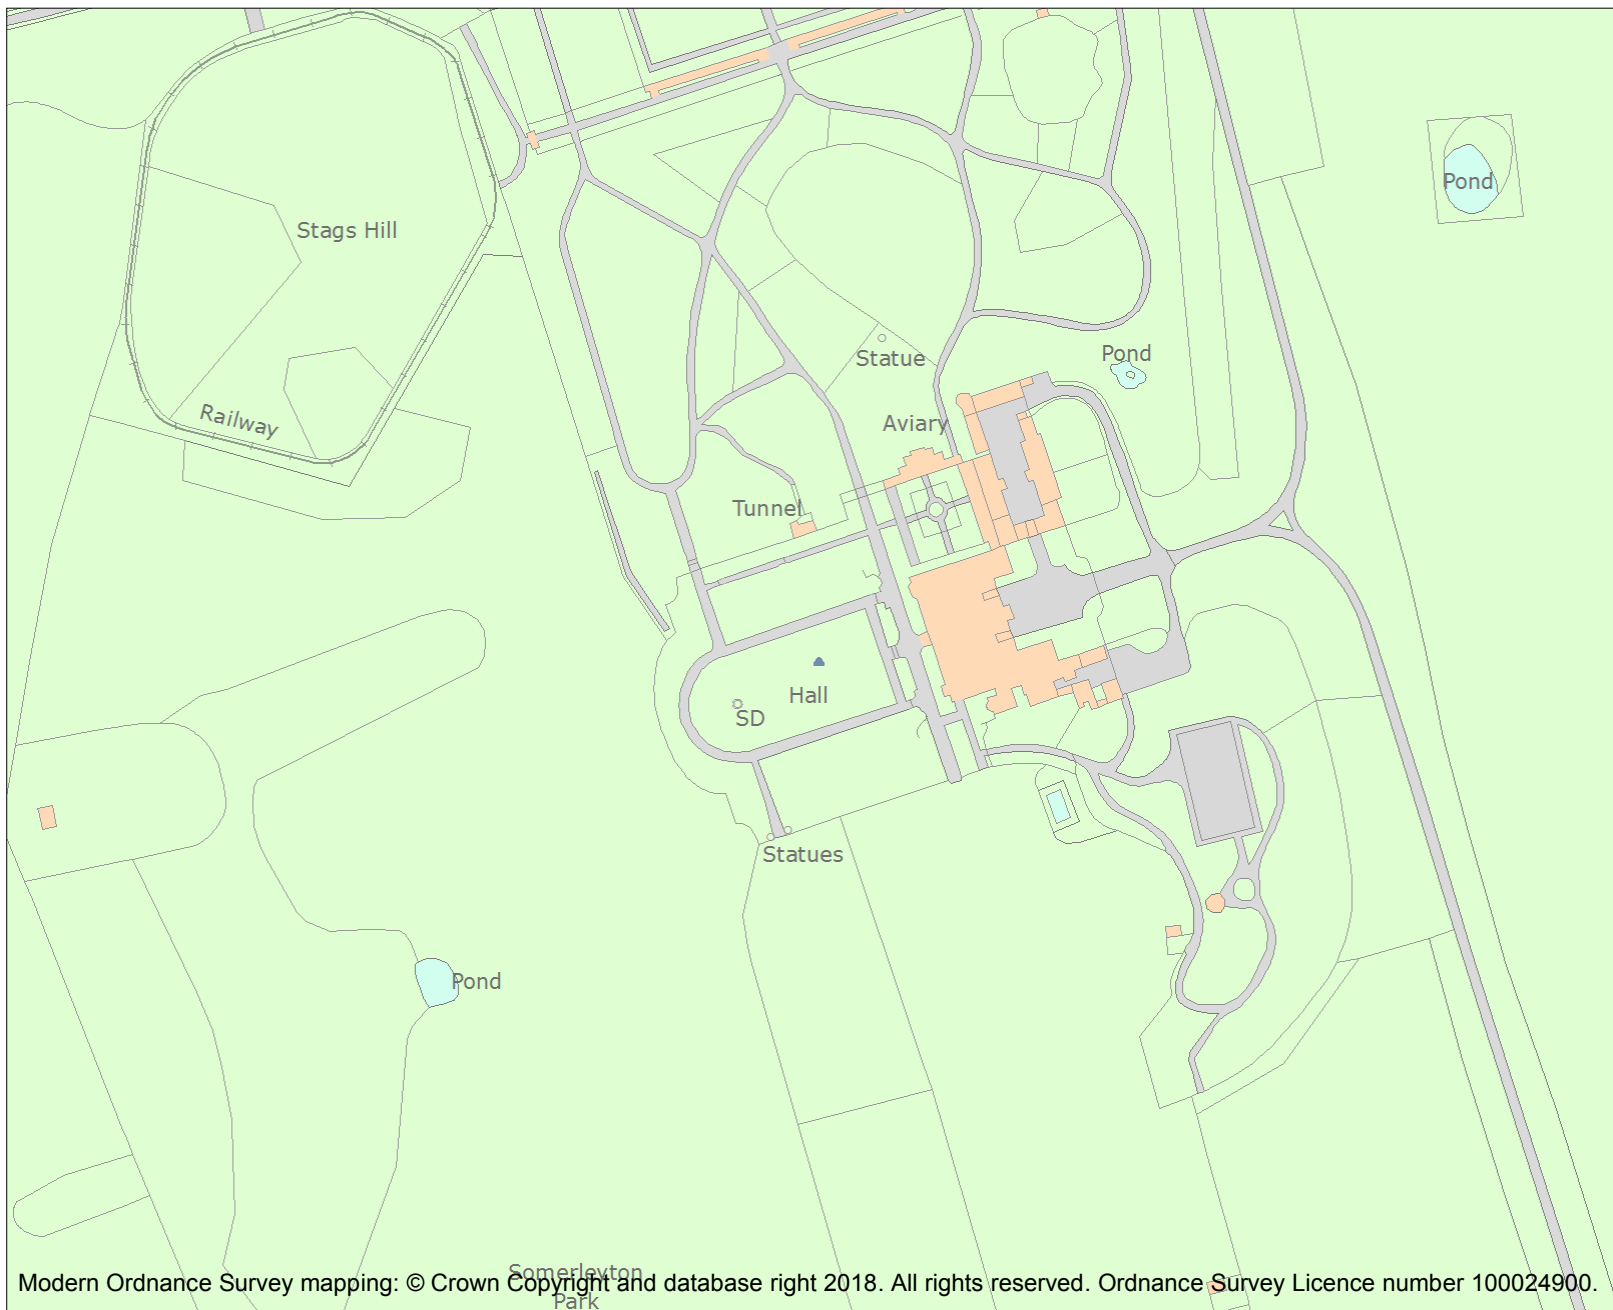 Pond
Stags Hill
Pond
Statue
Railway
Aviary
Tunnel
Hall
SD
Statues
Pond
Somerleyton
Park
Modern Ordnance Survey mapping: © Crown Copyright and database right 2018. All rights reserved. Ordnance Survey Licence number 100024900.